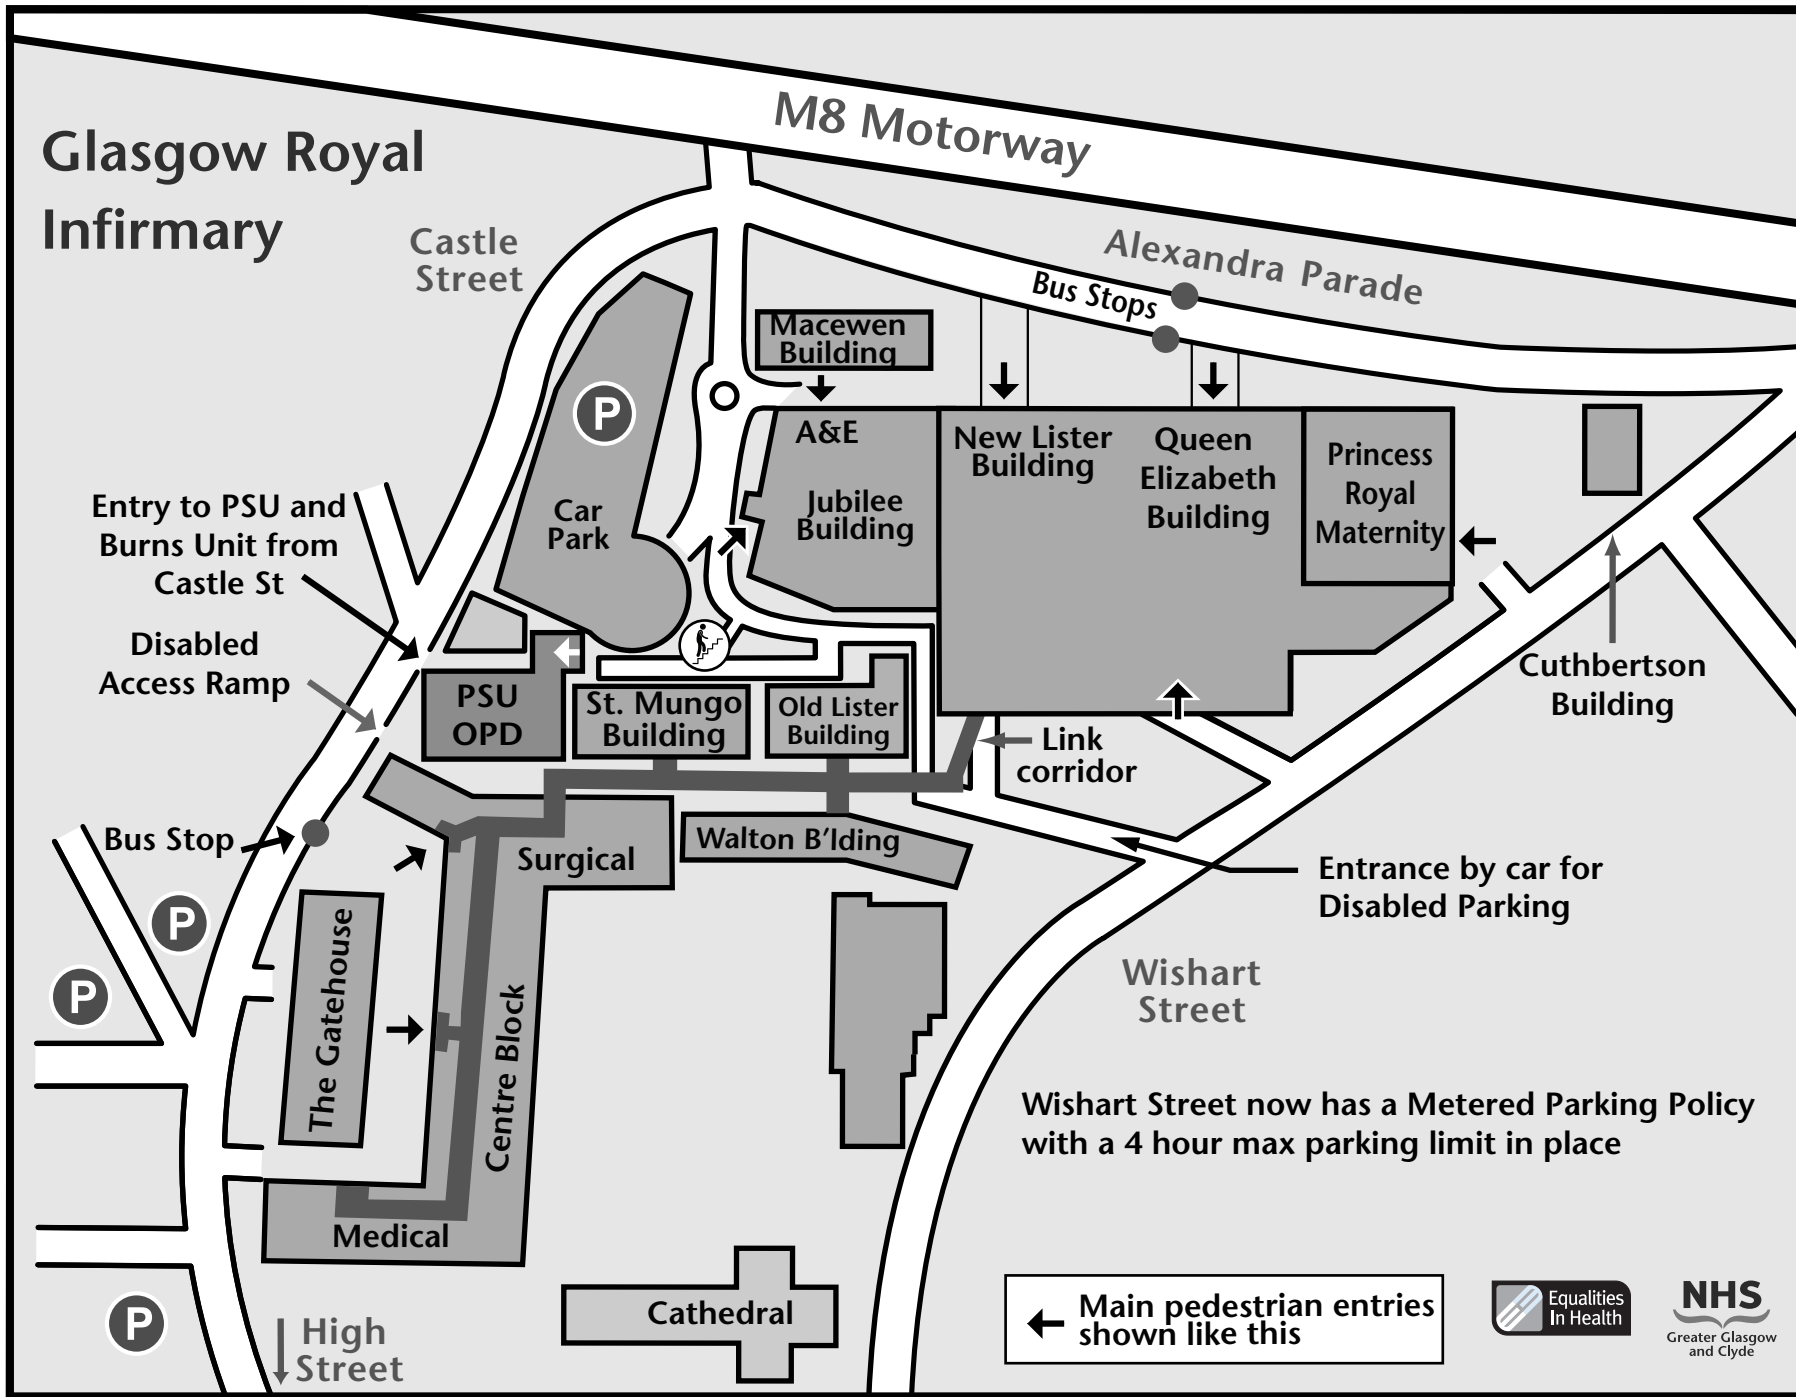 M8 Motorway
Glasgow Royal
Infirmary
Castle
Street
Alexandra Parade
Bus Stops
Macewen
Building
P
A&E
New Lister
Building
Queen
Elizabeth
Building
Princess
Royal
Maternity
Jubilee
Building
Car
Park
Entry to PSU and
Burns Unit from
Castle St
Disabled
Access Ramp
PSU
OPD
St. Mungo
Building
Old Lister
Building
Link
corridor
Cuthbertson
Building
Bus Stop
Surgical
Walton B'lding
Entrance by car for
Disabled Parking
P
P
The Gatehouse
Centre Block
Wishart
Street
Wishart Street now has a Metered Parking Policy
with a 4 hour max parking limit in place
Medical
P
High
Street
Cathedral
Main pedestrian entries
shown like this
Equalities
In Health
NHS
Greater Glasgow
and Clyde